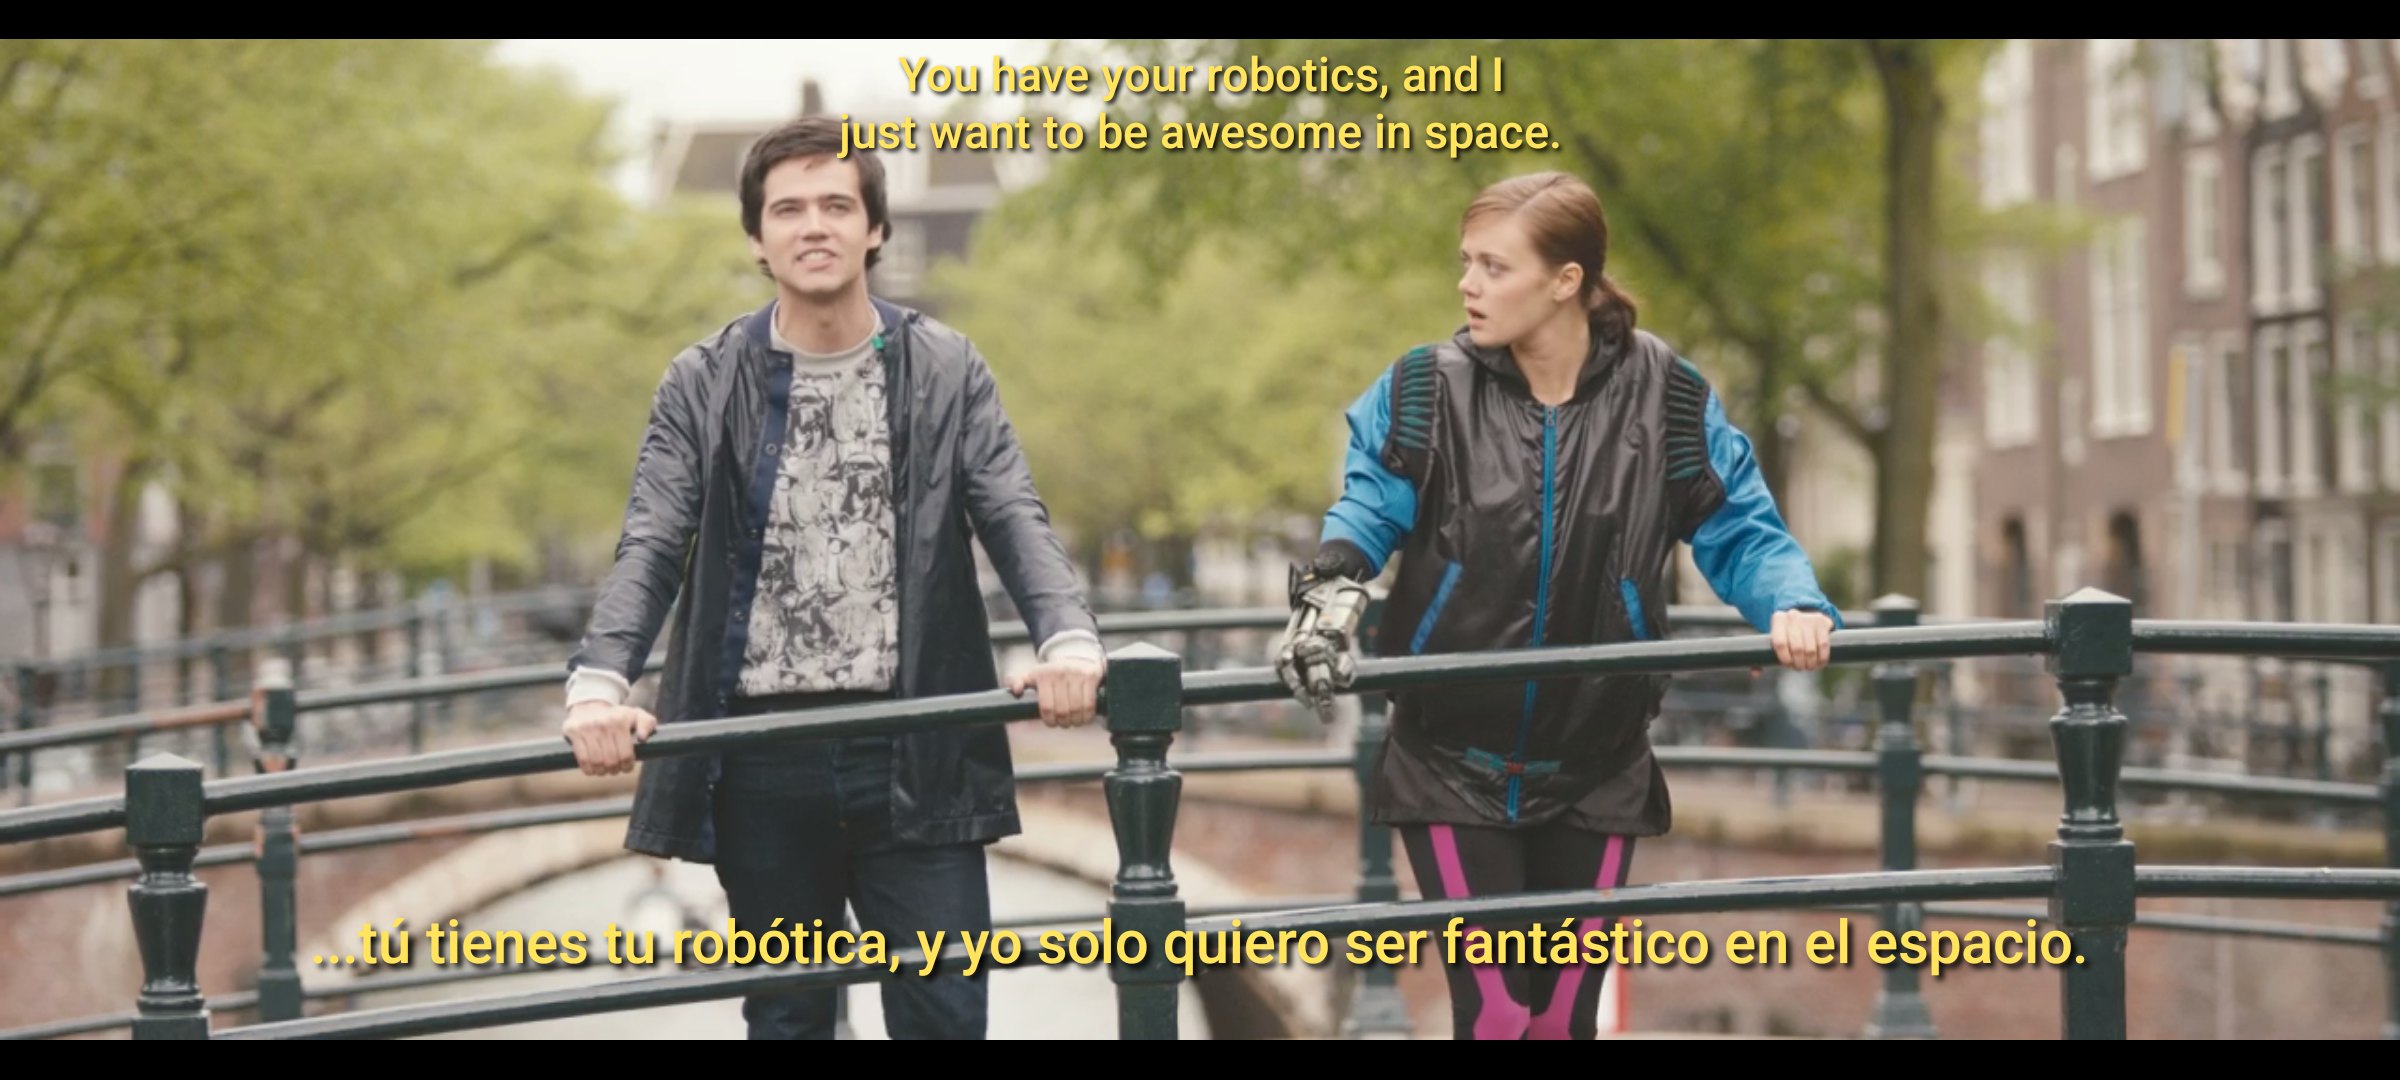 You have your robotics, and I
just want to be awesome in space.
...tú tienes tu robótica, y yo solo quiero ser fantástico en el espacio.